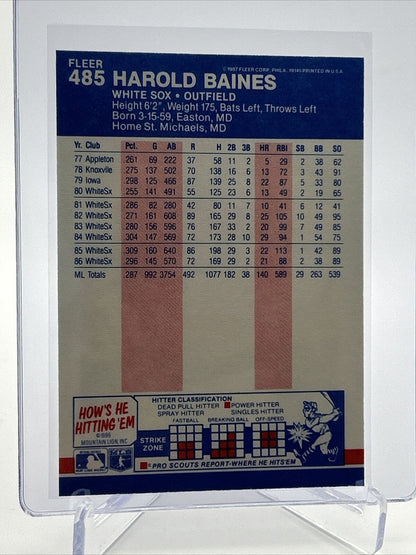 FLEER
©1987 FLEER CORP., PHILA., 19141-PRINTED IN U.S.A.
485 HAROLD BAINES
WHITE SOX • OUTFIELD
Height 6'2", Weight 175, Bats Left, Throws Left
Born 3-15-59, Easton, MD
Home St. Michaels, MD
Yr. Club Pct. G AB R H 2B 3B HR RBI SB BB SO
77 Appleton 261 69 222 37 58 11 2 5 29 2 38 62
78 Knoxville 275 137 502 70 138 16 6 13 72 3 43 91
79 Iowa 298 125 466 87 139 25 8 22 87 5 33 80
80 WhiteSx 255 141 491 55 125 23 6 13 49 2 19 65
81 WhiteSx 286 82 280 42 80 11 7 10 41 6 12 41
82 WhiteSx 271 161 608 89 165 29 8 25 105 10 49 95
83 WhiteSx 280 156 596 76 167 33 2 20 99 7 49 85
84 WhiteSx 304 147 569 72 173 28 10 29 94 1 54 75
85 WhiteSx 309 160 640 86 198 29 3 22 113 1 42 89
86 WhiteSx 296 145 570 72 169 29 2 21 88 2 38 89
ML Totals 287 992 3754 492 1077 182 38 140 589 29 263 539
HOW'S HE
HITTING 'EM
MOUNTAIN LION, INC.
HITTER CLASSIFICATION
DEAD PULL HITTER POWER HITTER
SPRAY HITTER SINGLES HITTER
FASTBALL BREAKING BALL OFF-SPEED
STRIKE
ZONE
= PRO SCOUTS REPORT-WHERE HE HITS 'EM